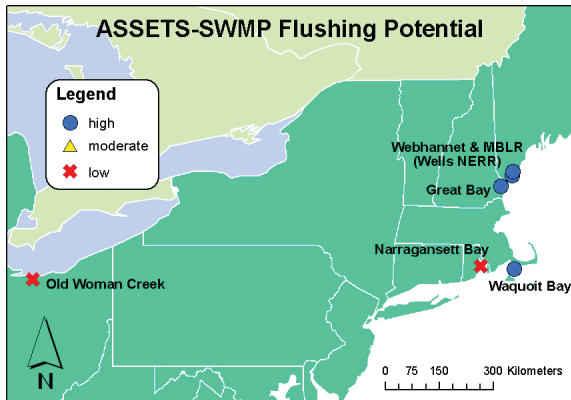 ASSETS-SWMP Flushing Potential
Legend
high
moderate
low
Webhannet & MBLR
(Wells NERR)
Great Bay
Narragansett Bay
Waquoit Bay
Old Woman Creek
N
0 75 150 300 Kilometers